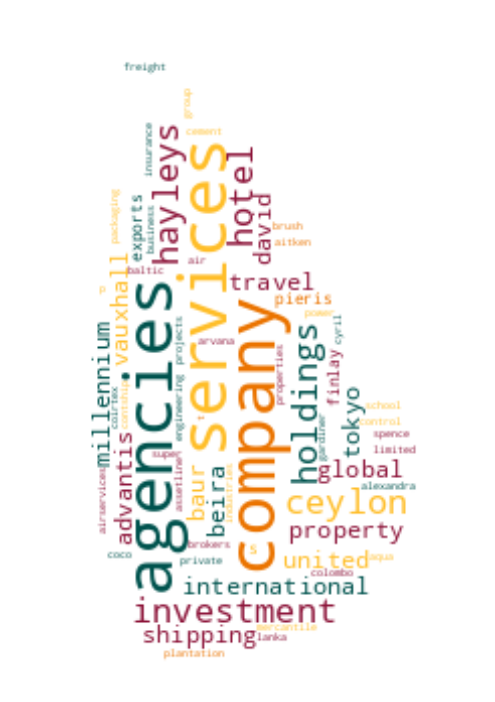 freight
group
cement
insurance
hayleys
services
hotel
packaging
exports
business
david
brush
aitken
baltic
air
vauxhall
p
travel
pieris
power
agencies
company
millennium
projects
arvana
properties
holdings
cyril
finlay
coirtex
containship
engineering
t
gardiner
tokyo
school
control
spence
limited
advantis
super
assetline
baur
beira
industries
global
alexandra
airservices
ceylon
property
coco
brokers
private
s
united
aqua
colombo
international
investment
shipping
mercantile
lanka
plantation